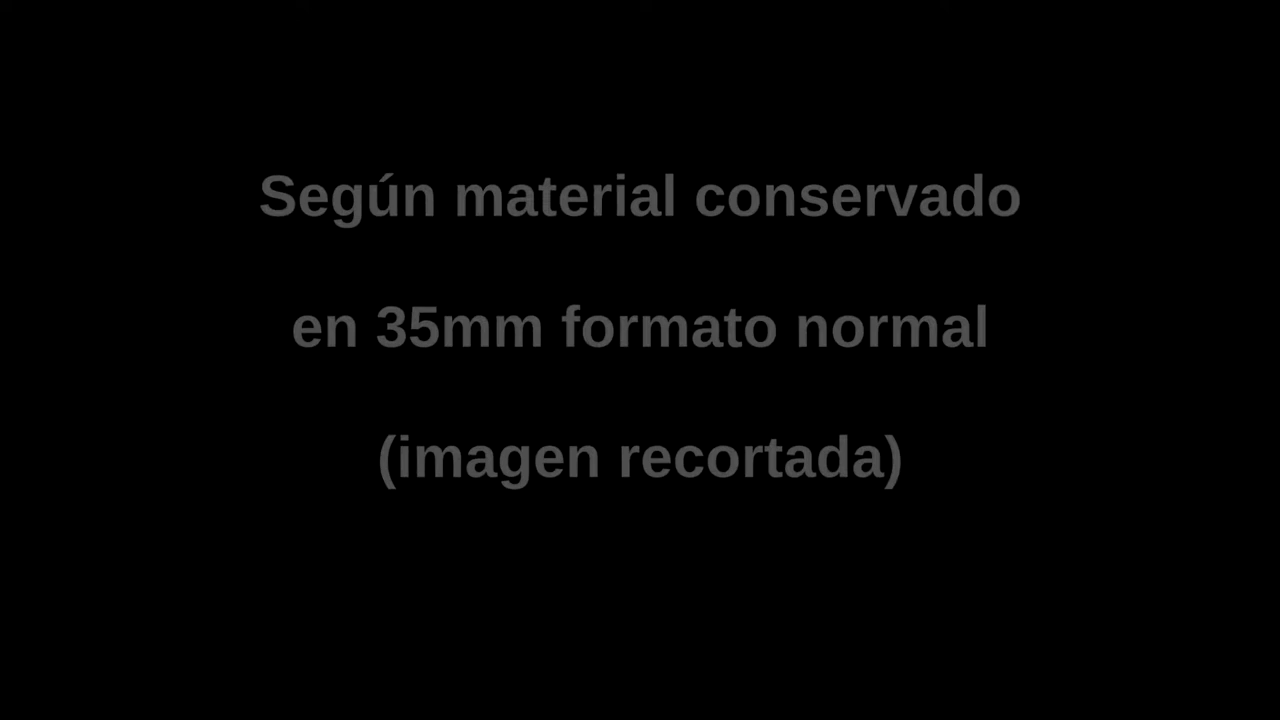 Según material conservado
en 35mm formato normal
(imagen recortada)